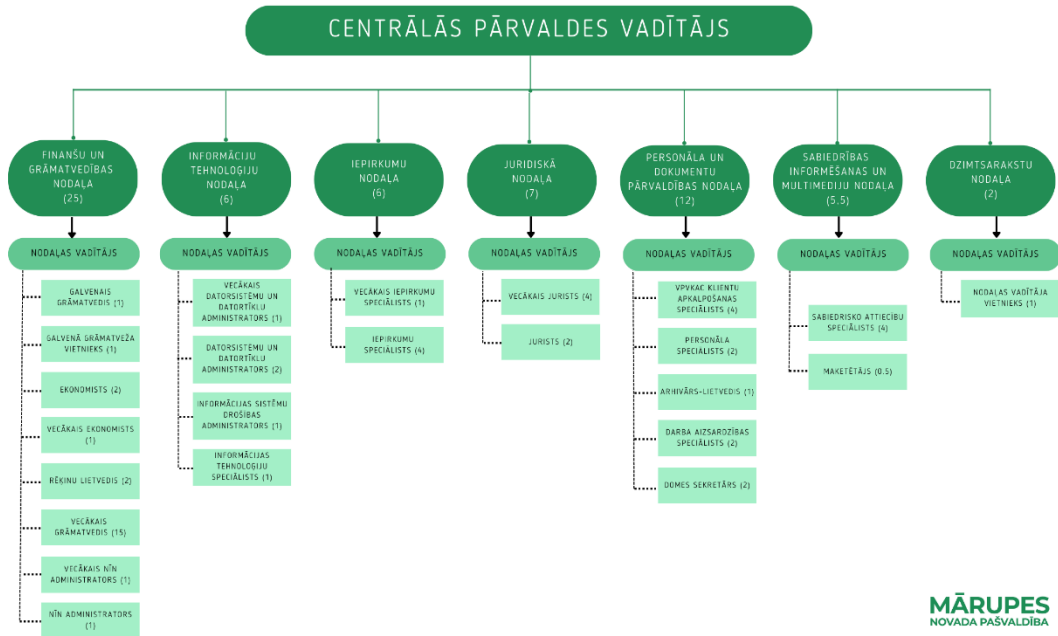 CENTRĀLĀS PĀRVALDES VADĪTĀJS
FINANŠU UN
GRĀMATVEDĪBAS
NODAĻA
(25)
NODAĻAS VADĪTĀJS
GALVENAIS
GRĀMATVEDIS (1)
GALVENĀ GRĀMATVEŽA
VIETNIEKS (1)
EKONOMISTS (2)
VECĀKAIS EKONOMISTS
(1)
RĒĶINU LIETVEDIS (2)
VECĀKAIS
GRĀMATVEDIS (15)
VECĀKAIS NĪN
ADMINISTRATORS (1)
NĪN ADMINISTRATORS
(1)
INFORMĀCIJU
TEHNOLOĢIJU
NODAĻA
(6)
NODAĻAS VADĪTĀJS
VECĀKAIS
DATORSISTĒMU UN
DATORTĪKLU
ADMINISTRATORS (1)
DATORSISTĒMU UN
DATORTĪKLU
ADMINISTRATORS (2)
INFORMĀCIJAS SISTĒMU
DROŠĪBAS
ADMINISTRATORS (1)
INFORMĀCIJAS
TEHNOLOĢIJU
SPECIĀLISTS (1)
IEPIRKUMU
NODAĻA
(6)
NODAĻAS VADĪTĀJS
VECĀKAIS IEPIRKUMU
SPECIĀLISTS (1)
IEPIRKUMU
SPECIĀLISTS (4)
JURIDISKĀ
NODAĻA
(7)
NODAĻAS VADĪTĀJS
VECĀKAIS JURISTS (4)
JURISTS (2)
PERSONĀLA UN
DOKUMENTU
PĀRVALDĪBAS NODAĻA
(12)
NODAĻAS VADĪTĀJS
VPVKAC KLIENTU
APKALPOŠANAS
SPECIĀLISTS (4)
PERSONĀLA
SPECIĀLISTS (2)
ARHIVĀRS-LIETVEDIS (1)
DARBA AIZSARDZĪBAS
SPECIĀLISTS (2)
DOMES SEKRETĀRS (2)
SABIEDRĪBAS
INFORMĒŠANAS UN
MULTIMEDIJU NODAĻA
(5.5)
NODAĻAS VADĪTĀJS
SABIEDRISKO ATTIECĪBU
SPECIĀLISTS (4)
MAKETĒTĀJS (0.5)
DZIMTSARAKSTU
NODAĻA
(2)
NODAĻAS VADĪTĀJS
NODAĻAS VADĪTĀJA
VIETNIEKS (1)
MĀRUPES
NOVADA PAŠVALDĪBA